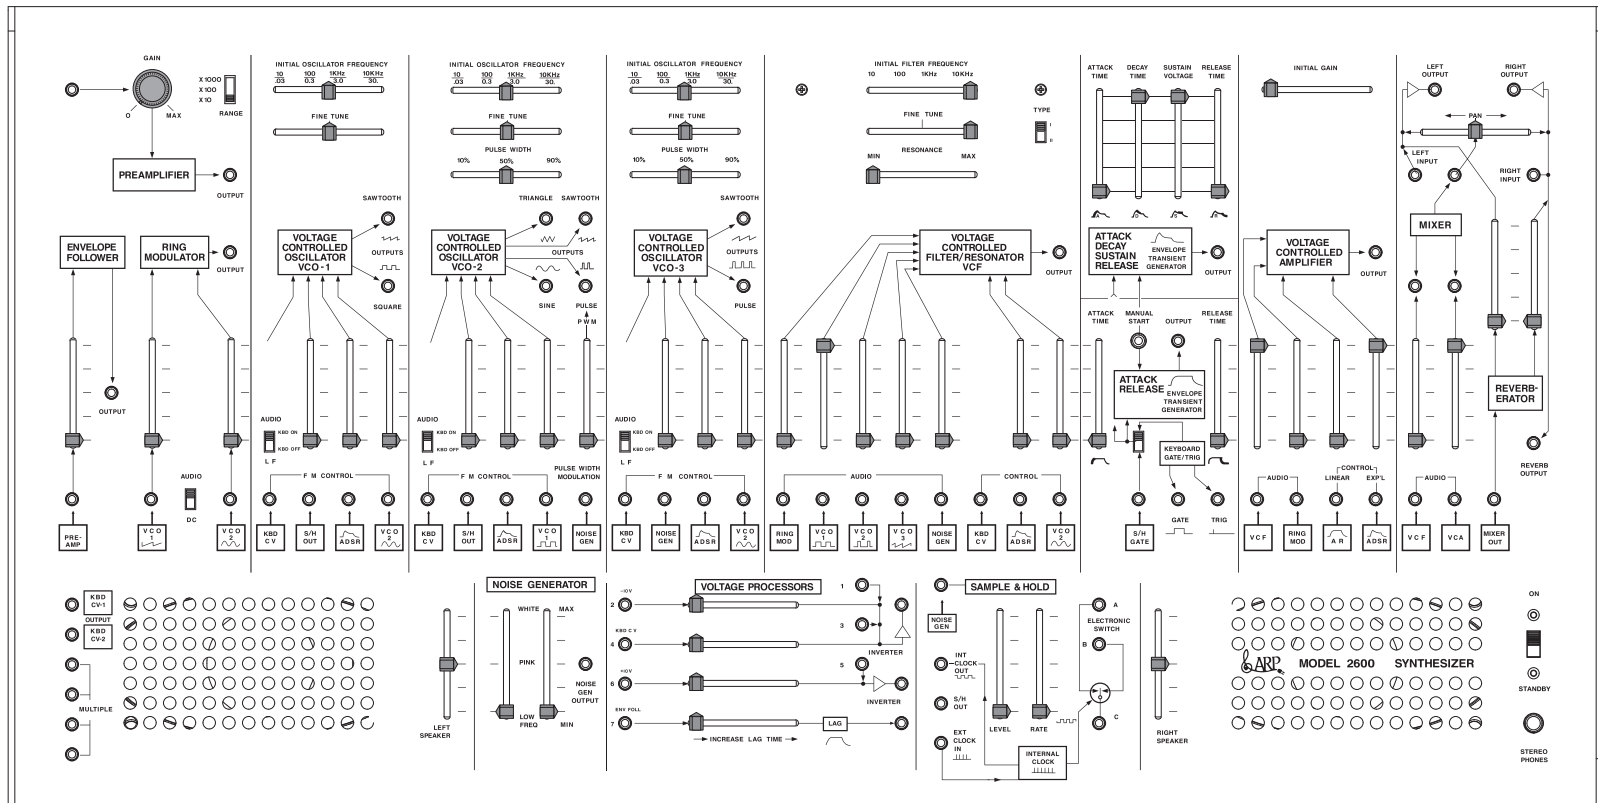 GAIN
X 1000
X 100
X 10
RANGE
O
MAX
PREAMPLIFIER
OUTPUT
ENVELOPE
FOLLOWER
RING
MODULATOR
OUTPUT
OUTPUT
AUDIO
DC
PRE-
AMP
VCO
1
VCO
2
INITIAL OSCILLATOR FREQUENCY
10 100 1KHz 10KHz
.03 0.3 3.0 30.
FINE TUNE
SAWTOOTH
VOLTAGE
CONTROLLED
OSCILLATOR
VCO-1
OUTPUTS
SQUARE
AUDIO
KBD ON
KBD OFF
L F
F M CONTROL
KBD
CV
S/H
OUT
ADSR
VCO
2
INITIAL OSCILLATOR FREQUENCY
10 100 1KHz 10KHz
.03 0.3 3.0 30.
FINE TUNE
PULSE WIDTH
10% 50% 90%
TRIANGLE SAWTOOTH
VOLTAGE
CONTROLLED
OSCILLATOR
VCO-2
OUTPUTS
SINE PULSE
PWM
AUDIO
KBD ON
KBD OFF
L F
F M CONTROL
PULSE WIDTH
MODULATION
KBD
CV
S/H
OUT
ADSR
VCO
1
NOISE
GEN
INITIAL OSCILLATOR FREQUENCY
10 100 1KHz 10KHz
.03 0.3 3.0 30.
FINE TUNE
PULSE WIDTH
10% 50% 90%
SAWTOOTH
VOLTAGE
CONTROLLED
OSCILLATOR
VCO-3
OUTPUTS
PULSE
AUDIO
KBD ON
KBD OFF
L F
F M CONTROL
KBD
CV
NOISE
GEN
ADSR
VCO
2
INITIAL FILTER FREQUENCY
10 100 1KHz 10KHz
FINE TUNE
RESONANCE
MIN MAX
TYPE
I
II
VOLTAGE
CONTROLLED
FILTER/RESONATOR
VCF
OUTPUT
AUDIO
CONTROL
RING
MOD
VCO
1
VCO
2
VCO
3
NOISE
GEN
KBD
CV
ADSR
VCO
2
ATTACK
TIME
DECAY
TIME
SUSTAIN
VOLTAGE
RELEASE
TIME
ATTACK
DECAY
SUSTAIN
RELEASE
ENVELOPE
TRANSIENT
GENERATOR
OUTPUT
ATTACK
TIME
MANUAL
START
OUTPUT
RELEASE
TIME
ATTACK
RELEASE
ENVELOPE
TRANSIENT
GENERATOR
KEYBOARD
GATE/TRIG
GATE
TRIG
S/H
GATE
INITIAL GAIN
VOLTAGE
CONTROLLED
AMPLIFIER
OUTPUT
AUDIO
CONTROL
LINEAR EXP'L
VCF
RING
MOD
AR
ADSR
LEFT
OUTPUT
RIGHT
OUTPUT
PAN
LEFT
INPUT
RIGHT
INPUT
MIXER
REVERB-
ERATOR
REVERB
OUTPUT
AUDIO
VCF
VCA
MIXER
OUT
KBD
CV-1
OUTPUT
KBD
CV-2
MULTIPLE
LEFT
SPEAKER
NOISE GENERATOR
WHITE MAX
PINK
NOISE
GEN
OUTPUT
LOW
FREQ
MIN
VOLTAGE PROCESSORS
-10V
2
KBD CV
4
+10V
6
ENV FOLL
7
1
3
5
INVERTER
INVERTER
LAG
INCREASE LAG TIME
SAMPLE & HOLD
NOISE
GEN
INT
CLOCK
OUT
S/H
OUT
EXT
CLOCK
IN
LEVEL RATE
INTERNAL
CLOCK
A
ELECTRONIC
SWITCH
B
C
RIGHT
SPEAKER
ARP MODEL 2600 SYNTHESIZER
ON
STANDBY
STEREO
PHONES